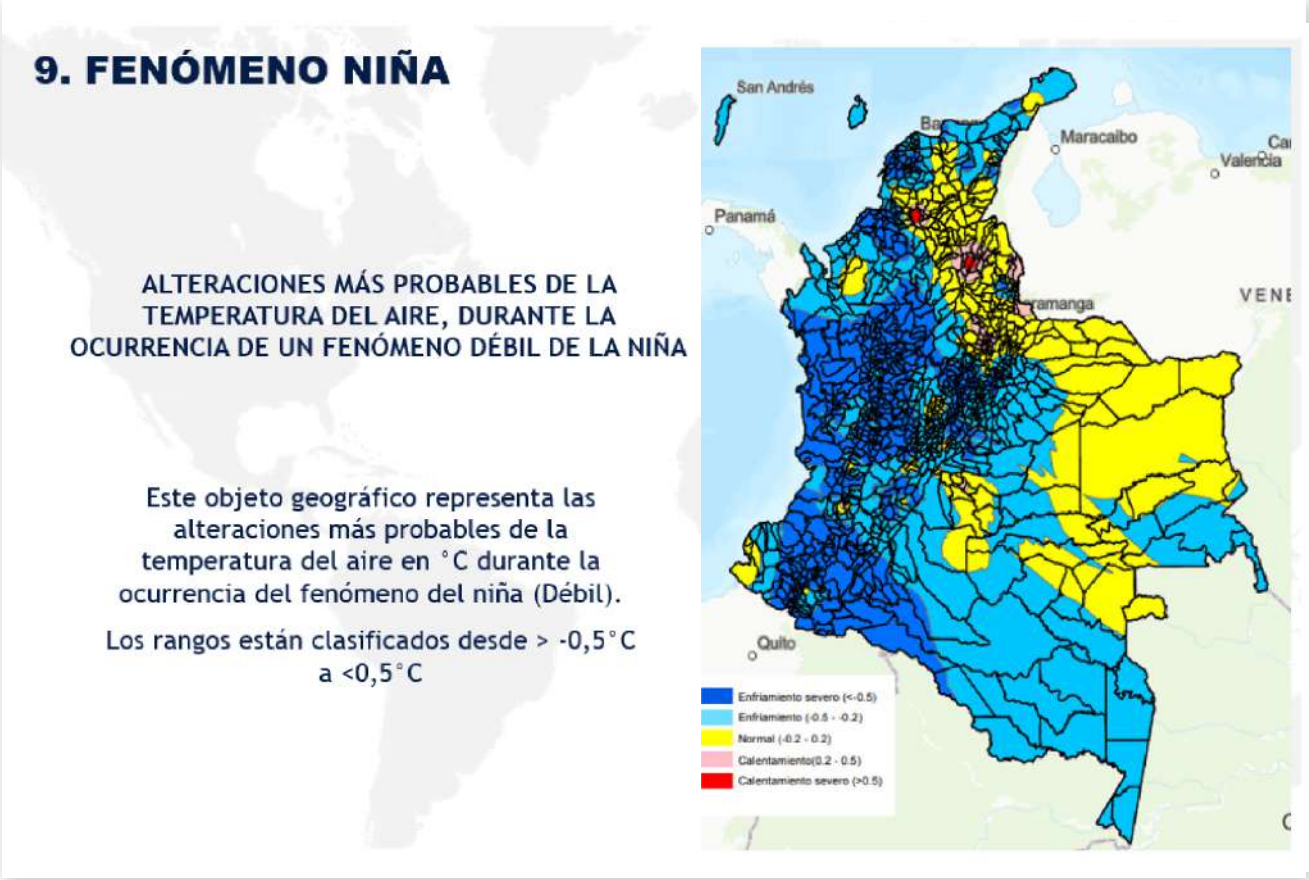 9. FENÓMENO NIÑA
ALTERACIONES MÁS PROBABLES DE LA
TEMPERATURA DEL AIRE, DURANTE LA
OCURRENCIA DE UN FENÓMENO DÉBIL DE LA NIÑA
Este objeto geográfico representa las
alteraciones más probables de la
temperatura del aire en °C durante la
ocurrencia del fenómeno del niña (Débil).
Los rangos están clasificados desde > -0,5°C
a <0,5°C
San Andrés
Maracaibo
Valencia
Panamá
VENE
ramanga
Quito
Enfriamiento severo (<-0.5)
Enfriamiento (-0.5 - -0.2)
Normal (-0.2 - 0.2)
Calentamiento(0.2 - 0.5)
Calentamiento severo (>0.5)